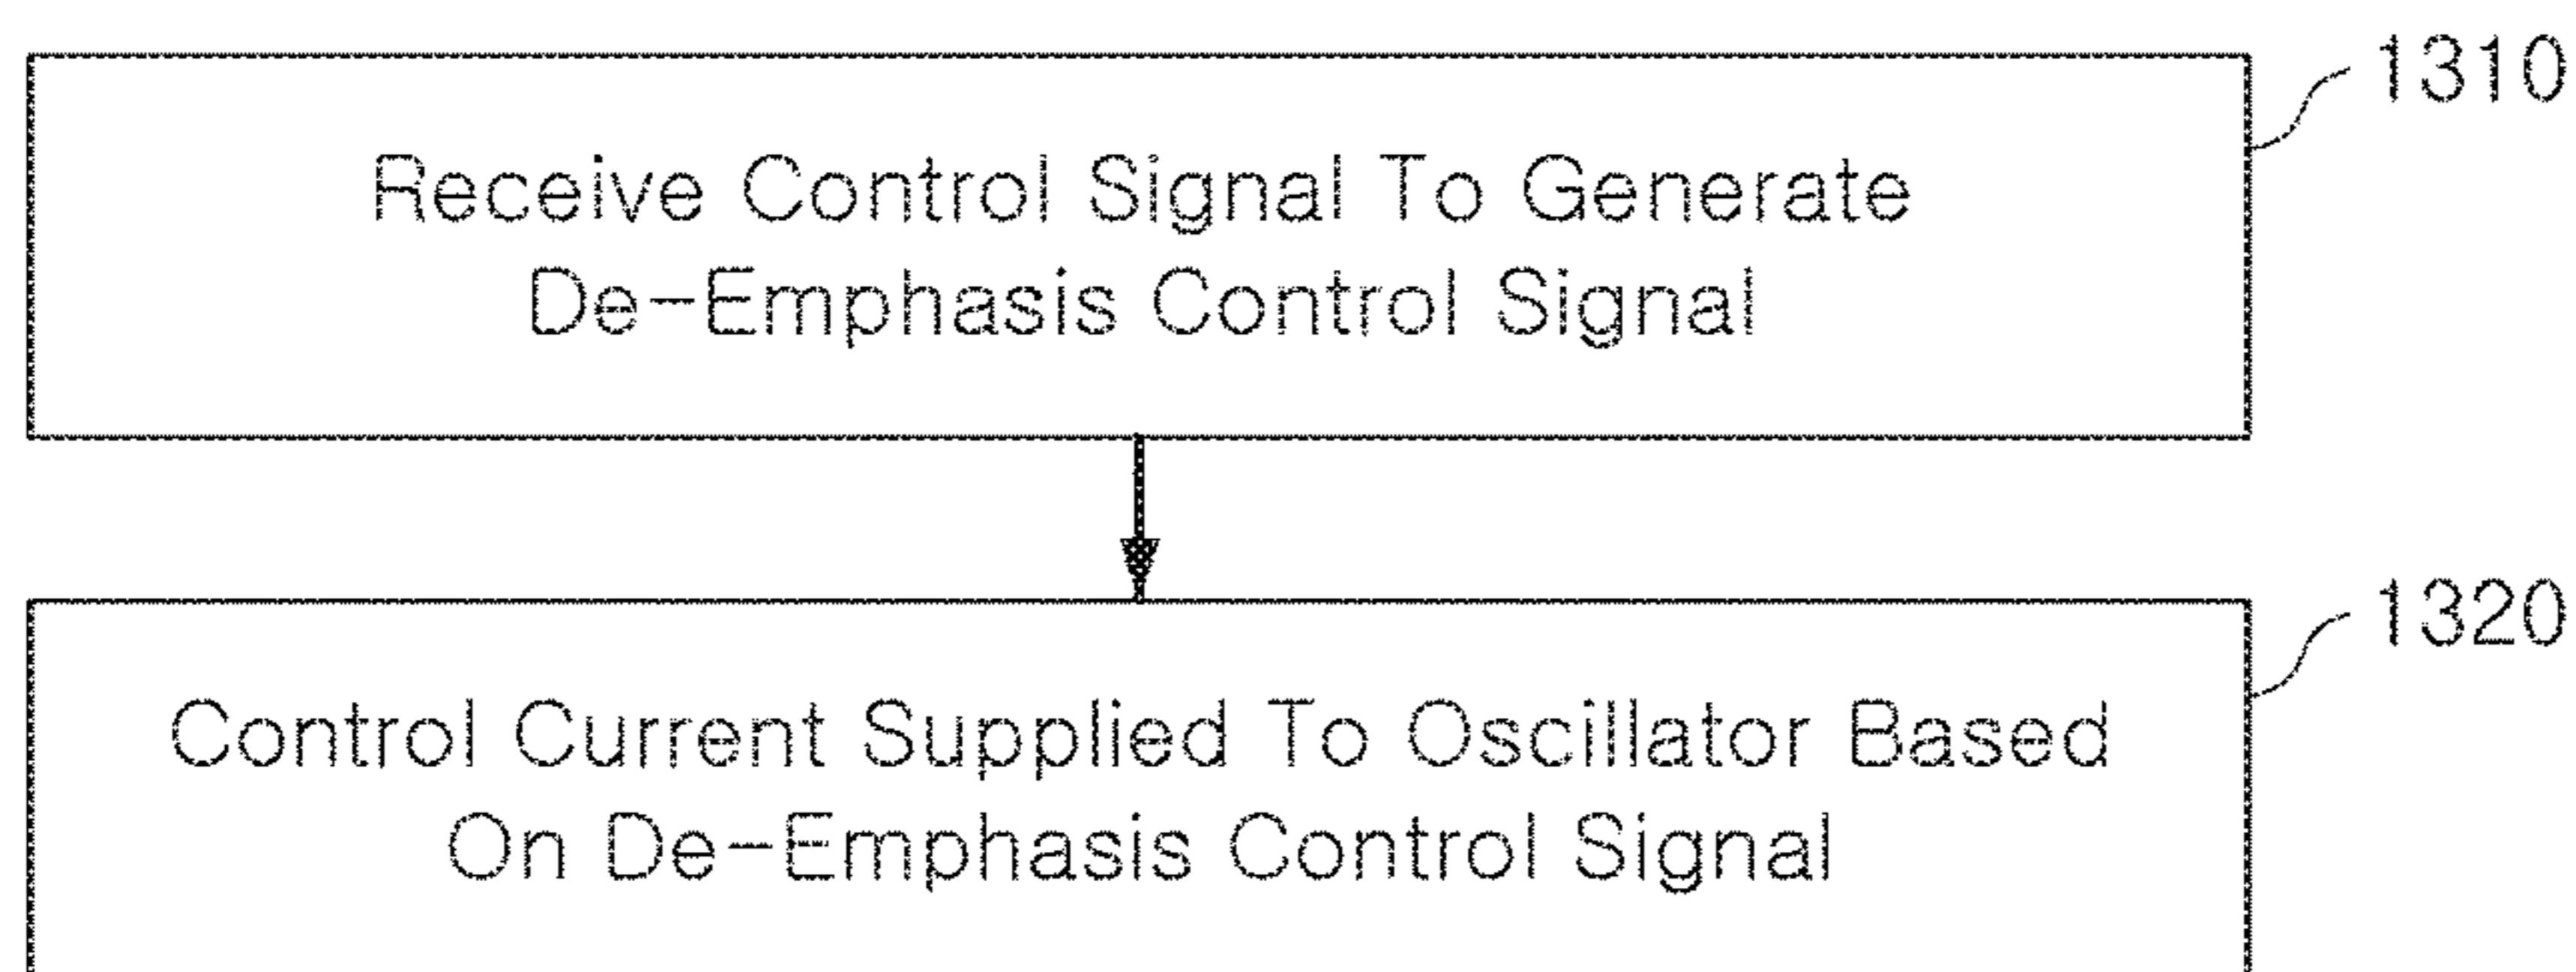 1310
Receive Control Signal To Generate
De-Emphasis Control Signal
1320
Control Current Supplied To Oscillator Based
On De-Emphasis Control Signal